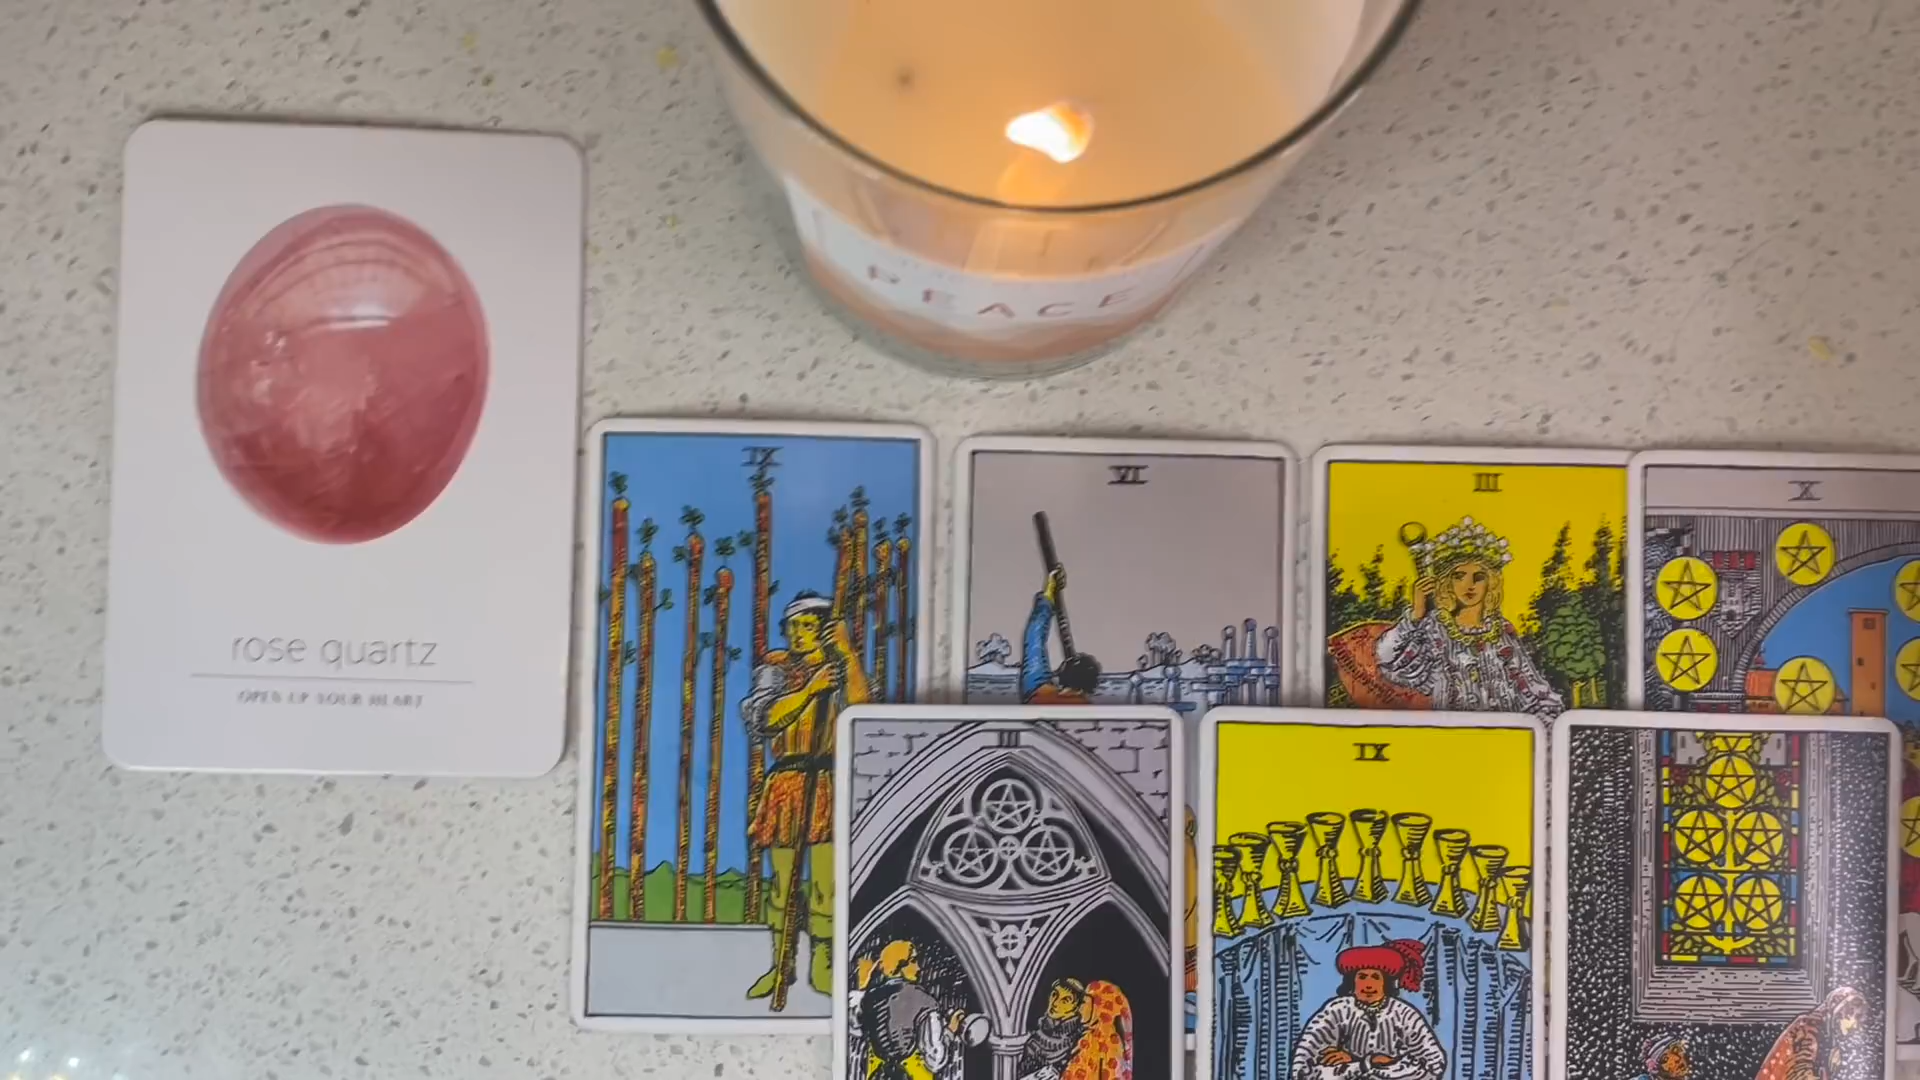 PEACE
rose quartz
OPEN UP YOUR HEART
IX
VI
III
X
III
IX